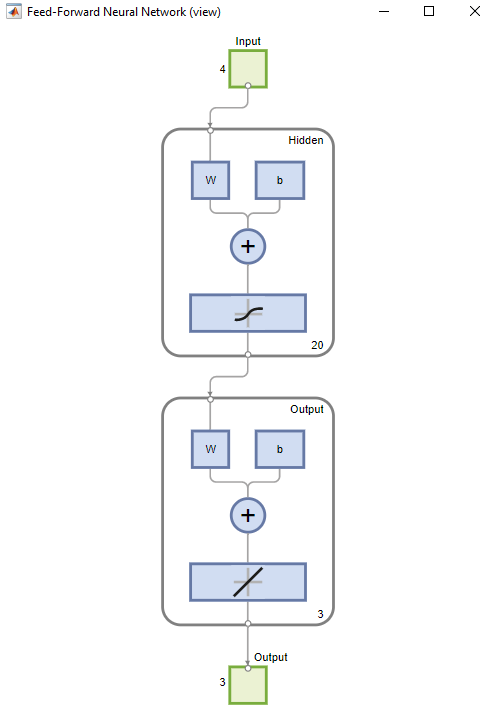 Feed-Forward Neural Network (view)
Input
4
Hidden
W
b
+
20
Output
W
b
+
3
Output
3